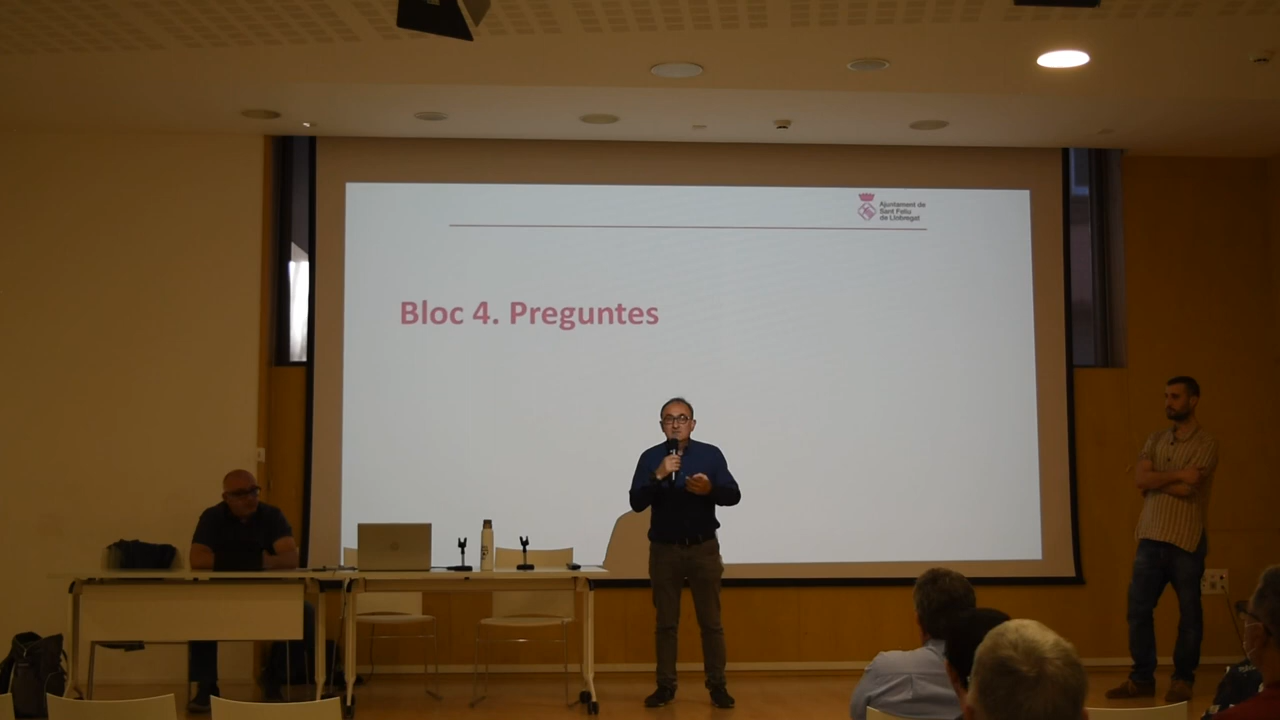 Ajuntament de
Sant Feliu
de Llobregat
Bloc 4. Preguntes